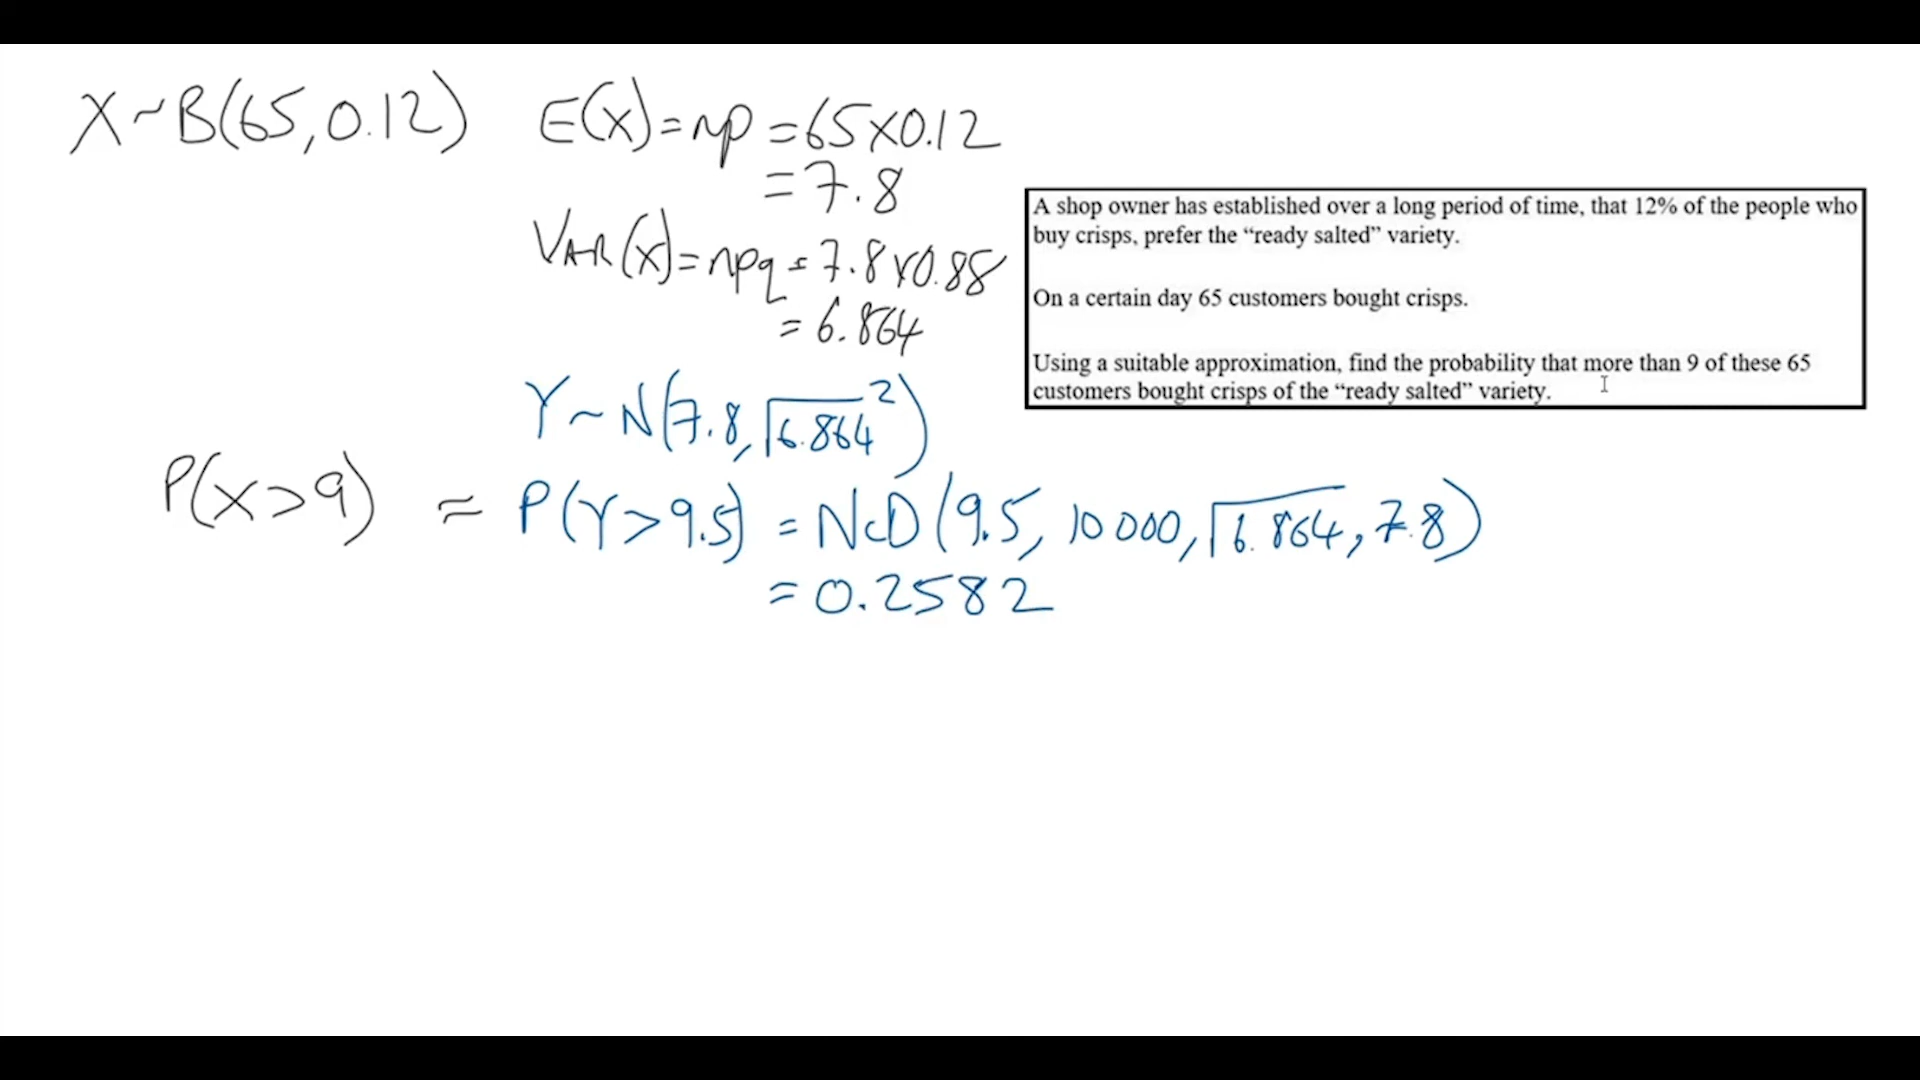 X~B(65,0.12)
E(X)=np=65×0.12
=7.8
VAR(X)=npq=7.8×0.88
=6.864
A shop owner has established over a long period of time, that 12% of the people who
buy crisps, prefer the “ready salted” variety.
On a certain day 65 customers bought crisps.
Using a suitable approximation, find the probability that more than 9 of these 65
customers bought crisps of the “ready salted” variety.
Y~N(7.8,√6.864²)
P(X>9) ≈ P(Y>9.5) = NCD(9.5, 10000, √6.864, 7.8)
=0.2582